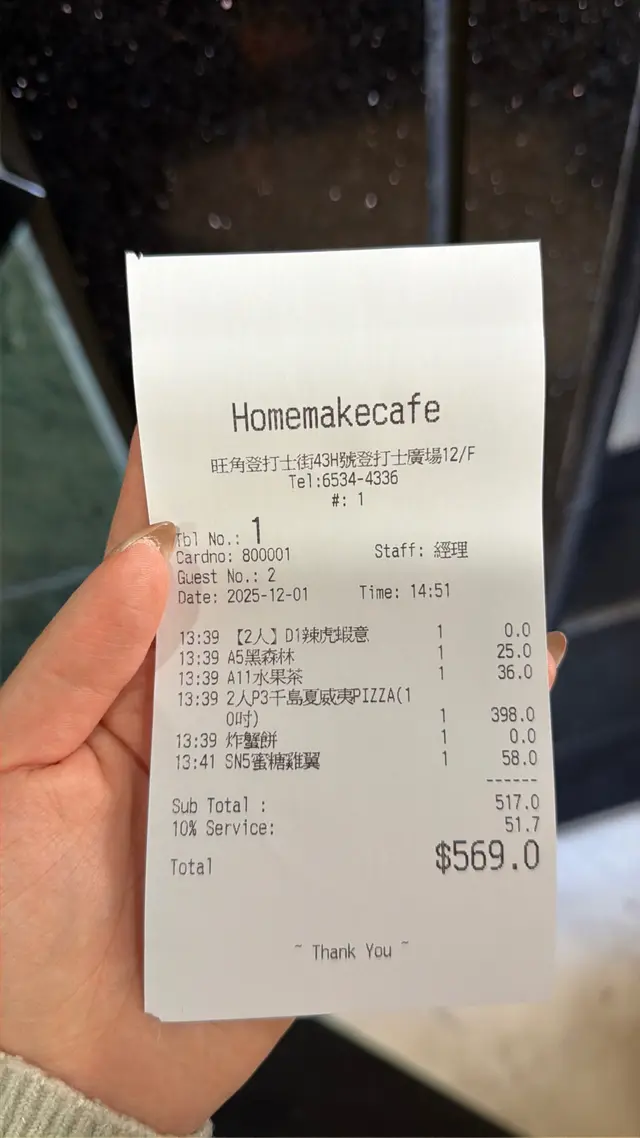 Homemakecafe
旺角登打士街43H號登打士廣場12/F
Tel:6534-4336
#: 1
Tbl No.: 1
Cardno: 800001 Staff: 經理
Guest No.: 2
Date: 2025-12-01 Time: 14:51
13:39 【2人】D1辣虎蝦意 1 0.0
13:39 A5黑森林 1 25.0
13:39 A11水果茶 1 36.0
13:39 2人P3千島夏威夷PIZZA(1
0吋) 1 398.0
13:39 炸蟹餅 1 0.0
13:41 SN5蜜糖雞翼 1 58.0
------
Sub Total : 517.0
10% Service: 51.7
Total $569.0
~ Thank You ~